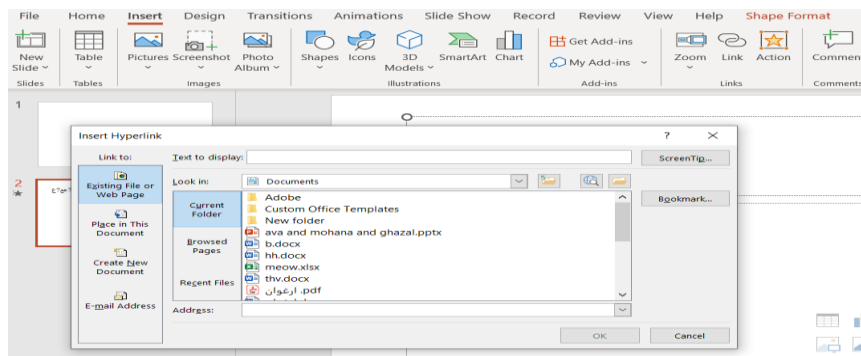 File Home Insert Design Transitions Animations Slide Show Record Review View Help Shape Format
New Slide
Table
Pictures
Screenshot
Photo Album
Shapes
Icons
3D Models
SmartArt
Chart
Get Add-ins
My Add-ins
Zoom
Link
Action
Commen
Slides
Tables
Images
Illustrations
Add-ins
Links
Comments
1
2
Insert Hyperlink
?
Link to:
Text to display:
ScreenTip...
Existing File or Web Page
Look in:
Documents
Bookmark...
Current Folder
Adobe
Custom Office Templates
New folder
Place in This Document
ava and mohana and ghazal.pptx
Browsed Pages
b.docx
hh.docx
Create New Document
meow.xlsx
thv.docx
Recent Files
ارغوان .pdf
E-mail Address
Address:
OK
Cancel